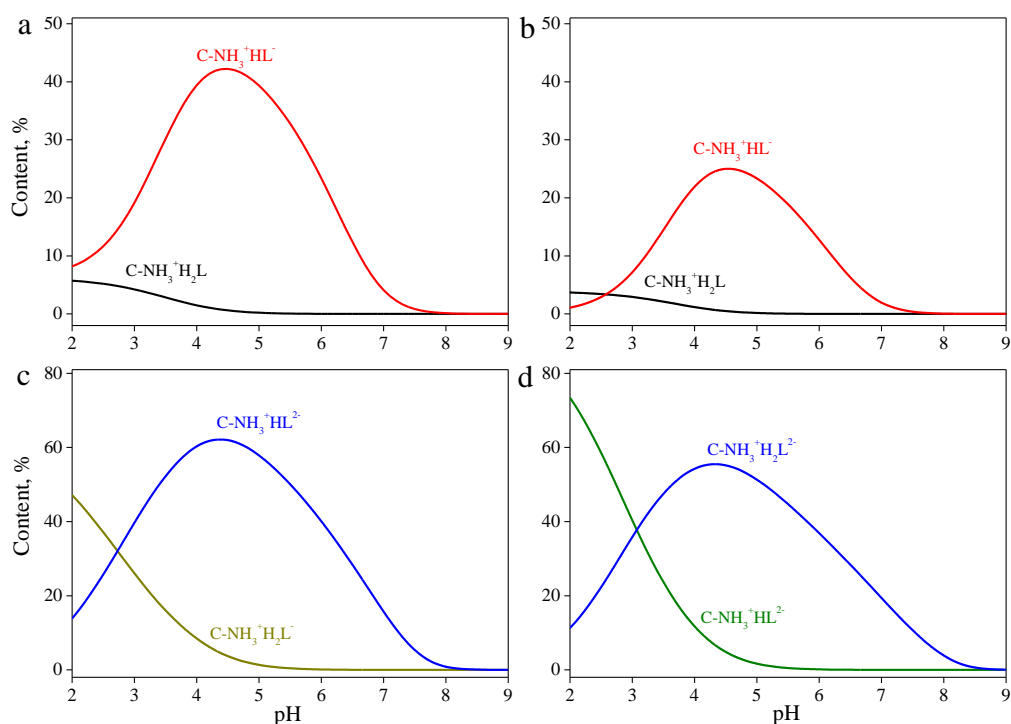 a
50
40
30
20
10
0
Content, %
C-NH₃⁺HL⁻
C-NH₃⁺H₂L
2 3 4 5 6 7 8 9
b
50
40
30
20
10
0
C-NH₃⁺HL⁻
C-NH₃⁺H₂L
2 3 4 5 6 7 8 9
c
80
60
40
20
0
Content, %
C-NH₃⁺HL²⁻
C-NH₃⁺H₂L⁻
2 3 4 5 6 7 8 9
pH
d
80
60
40
20
0
C-NH₃⁺H₂L²⁻
C-NH₃⁺HL²⁻
2 3 4 5 6 7 8 9
pH